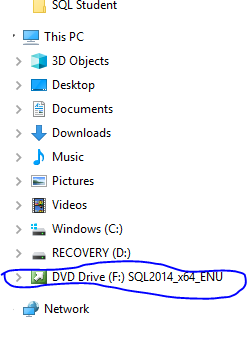 SQL Student
This PC
3D Objects
Desktop
Documents
Downloads
Music
Pictures
Videos
Windows (C:)
RECOVERY (D:)
DVD Drive (F:) SQL2014_x64_ENU
Network